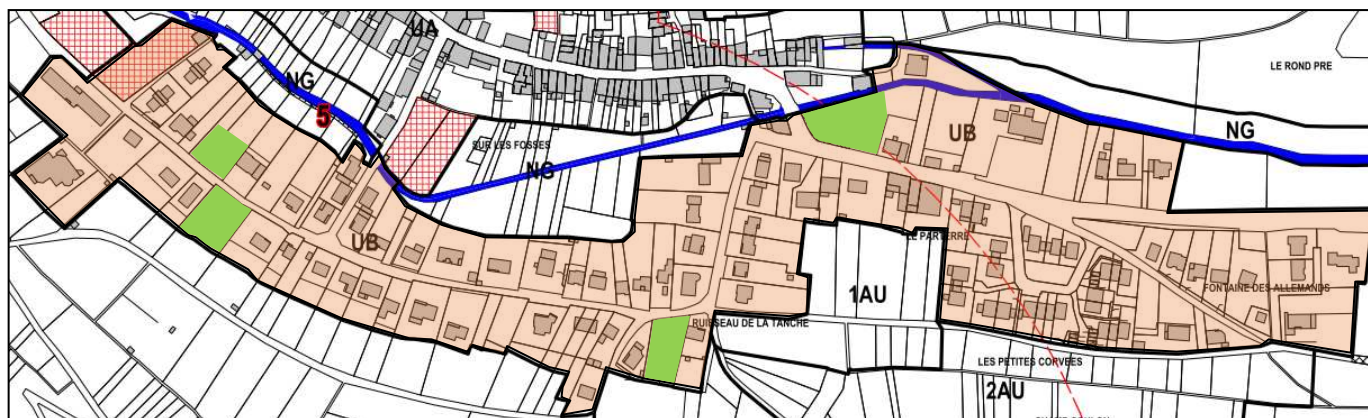 UA
LE ROND PRE
NG
5
SUR LES FOSSES
UB
NG
NG
UB
LE PARTERRE
1AU
FONTAINE DES ALLEMANDS
RUISSEAU DE LA TANCHE
LES PETITES CORVEES
2AU